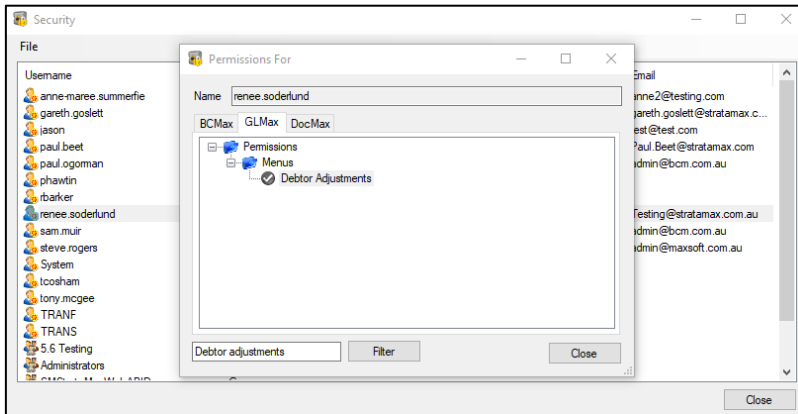 Security
File
Username
Email
anne-maree.summerfie
anne2@testing.com
gareth.goslett
gareth.goslett@stratamax.c...
jason
test@test.com
paul.beet
Paul.Beet@stratamax.com
paul.ogorman
admin@bcm.com.au
phawtin
rbarker
renee.soderlund
Testing@stratamax.com.au
sam.muir
admin@bcm.com.au
steve.rogers
admin@maxsoft.com.au
System
tcosham
tony.mcgee
TRANF
TRANS
5.6 Testing
Administrators
Permissions For
Name renee.soderlund
BCMax GLMax DocMax
Permissions
Menus
Debtor Adjustments
Debtor adjustments Filter Close
Close